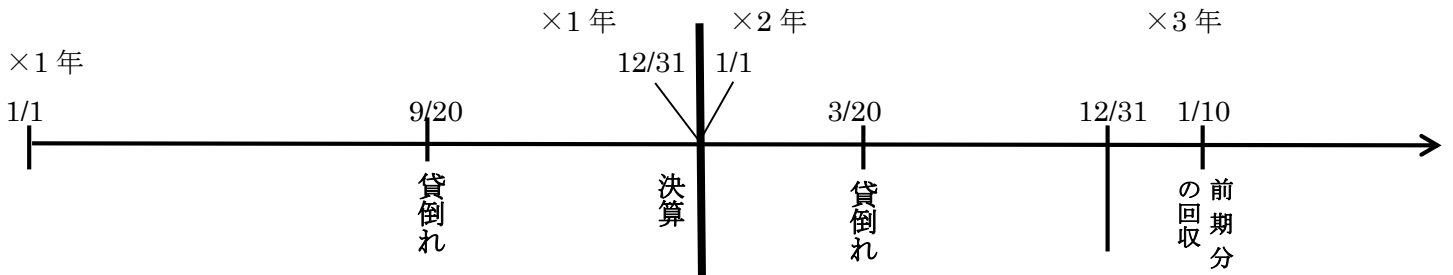 ×1年
×2年
×3年
×1年
12/31
1/1
1/1
9/20
3/20
12/31
1/10
貸倒れ
決算
貸倒れ
前期分
の回収